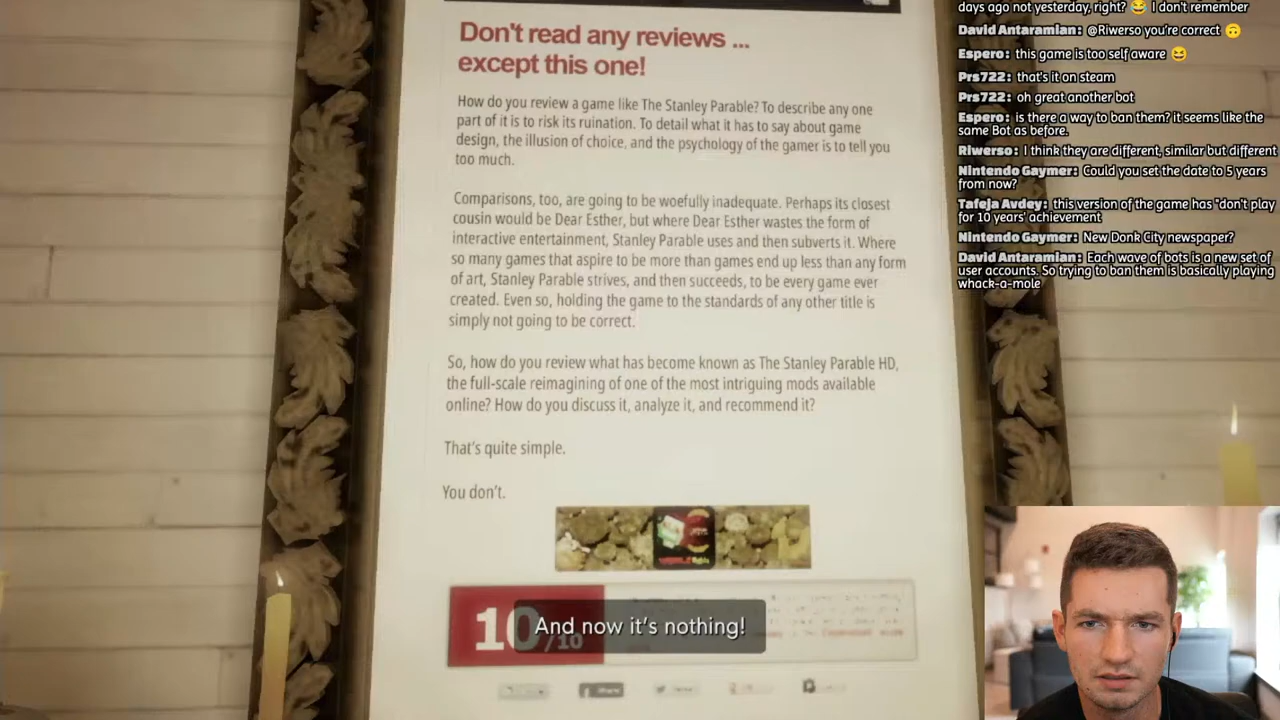 Don't read any reviews ...
except this one!
How do you review a game like The Stanley Parable? To describe any one
part of it is to risk its ruination. To detail what it has to say about game
design, the illusion of choice, and the psychology of the gamer is to tell you
too much.
Comparisons, too, are going to be woefully inadequate. Perhaps its closest
cousin would be Dear Esther, but where Dear Esther wastes the form of
interactive entertainment, Stanley Parable uses and then subverts it. Where
so many games that aspire to be more than games end up less than any form
of art, Stanley Parable strives, and then succeeds, to be every game ever
created. Even so, holding the game to the standards of any other title is
simply not going to be correct.
So, how do you review what has become known as The Stanley Parable HD,
the full-scale reimagining of one of the most intriguing mods available
online? How do you discuss it, analyze it, and recommend it?
That's quite simple.
You don't.
10/10
And now it's nothing!
days ago not yesterday, right? 😂 I don't remember
David Antaramian: @Riwerso you're correct 🙃
Espero: this game is too self aware 😆
Prs722: that's it on steam
Prs722: oh great another bot
Espero: is there a way to ban them? it seems like the
same Bot as before.
Riwerso: I think they are different, similar but different
Nintendo Gaymer: Could you set the date to 5 years
from now?
Tafeja Avdey: this version of the game has "don't play
for 10 years' achievement
Nintendo Gaymer: New Donk City newspaper?
David Antaramian: Each wave of bots is a new set of
user accounts. So trying to ban them is basically playing
whack-a-mole